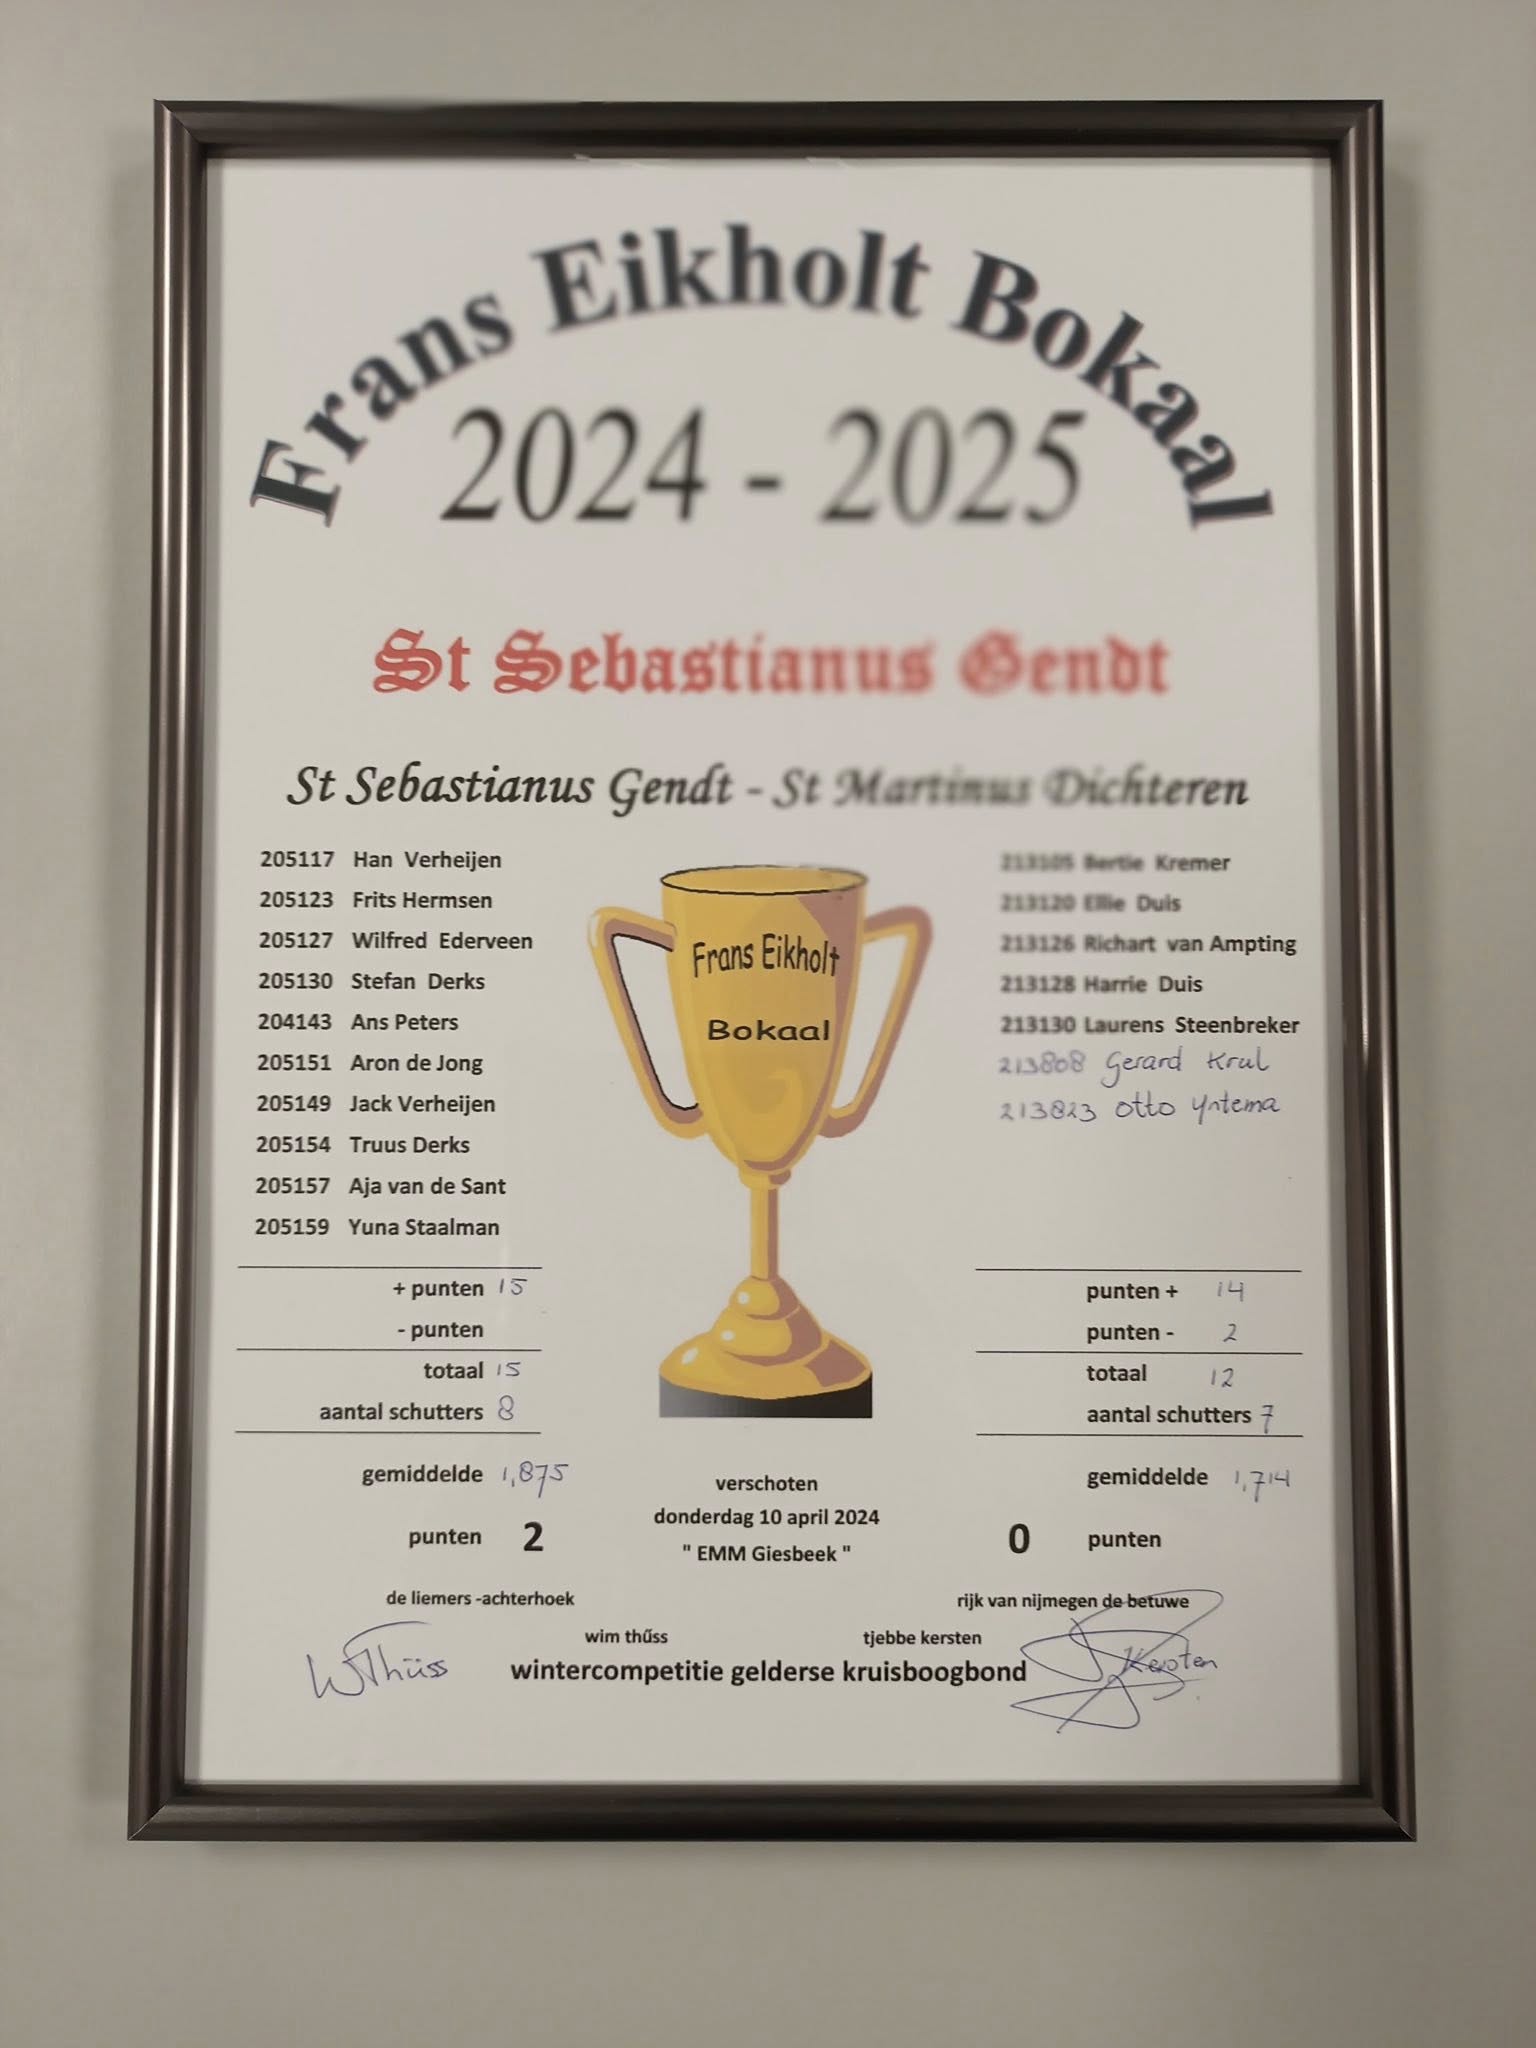 Frans Eikholt Bokaal
2024 - 2025
St Sebastianus Gendt
St Sebastianus Gendt - St Martinus Dichteren
205117 Han Verheijen
205123 Frits Hermsen
205127 Wilfred Ederveen
205130 Stefan Derks
204143 Ans Peters
205151 Aron de Jong
205149 Jack Verheijen
205154 Truus Derks
205157 Aja van de Sant
205159 Yuna Staalman
+ punten 15
- punten
totaal 15
aantal schutters 8
gemiddelde 1,875
punten 2
Frans Eikholt
Bokaal
213105 Bertie Kremer
213120 Ellie Duis
213126 Richart van Ampting
213128 Harrie Duis
213130 Laurens Steenbreker
213808 Gerard Krul
213823 Otto Yntema
punten + 14
punten - 2
totaal 12
aantal schutters 7
gemiddelde 1,714
0 punten
verschoten
donderdag 10 april 2024
" EMM Giesbeek "
de liemers -achterhoek
rijk van nijmegen de betuwe
wim thűss
tjebbe kersten
WThüss
Kersten
wintercompetitie gelderse kruisboogbond